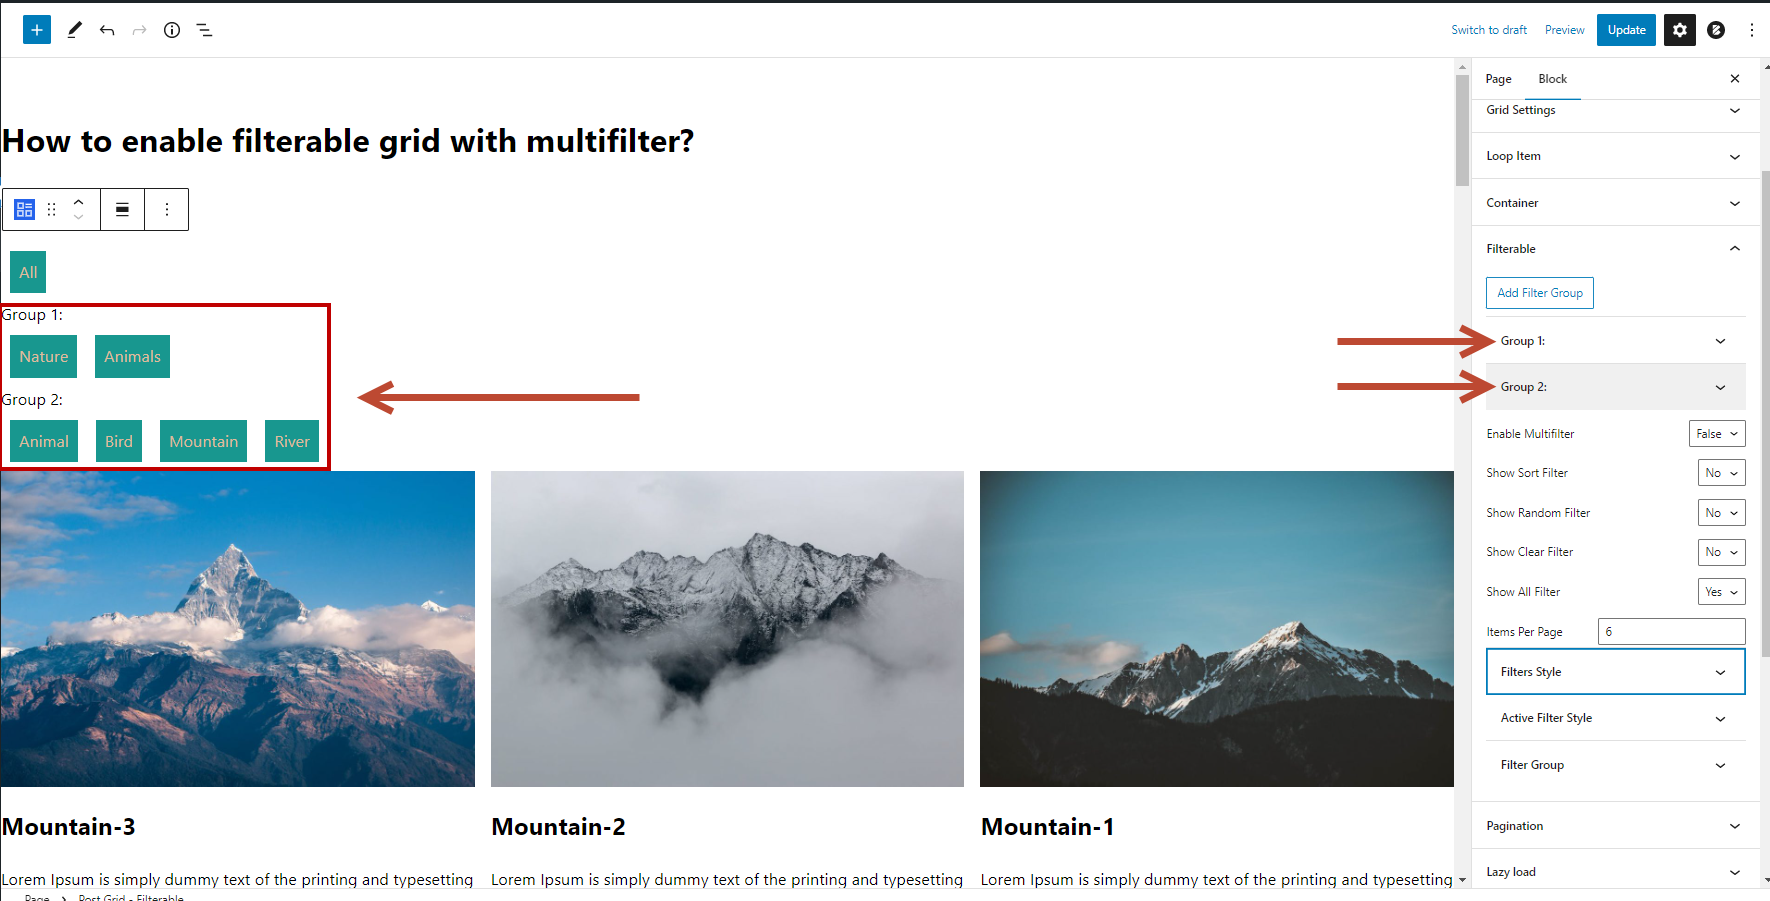 Switch to draft Preview Update
Page Block
How to enable filterable grid with multifilter?
All
Group 1:
Nature Animals
Group 2:
Animal Bird Mountain River
Mountain-3 Mountain-2 Mountain-1
Lorem Ipsum is simply dummy text of the printing and typesetting
Lorem Ipsum is simply dummy text of the printing and typesetting
Lorem Ipsum is simply dummy text of the printing and typesetting
Grid Settings
Loop Item
Container
Filterable
Add Filter Group
Group 1:
Group 2:
Enable Multifilter False
Show Sort Filter No
Show Random Filter No
Show Clear Filter No
Show All Filter Yes
Items Per Page 6
Filters Style
Active Filter Style
Filter Group
Pagination
Lazy load
Page > Post Grid - Filterable